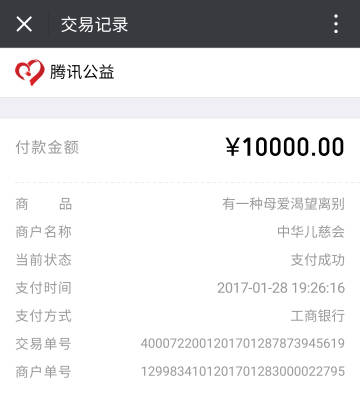 交易记录
腾讯公益
付款金额 ¥10000.00
商品 有一种母爱渴望离别
商户名称 中华儿慈会
当前状态 支付成功
支付时间 2017-01-28 19:26:16
支付方式 工商银行
交易单号 4000722001201701287873945619
商户单号 1299834101201701283000022795